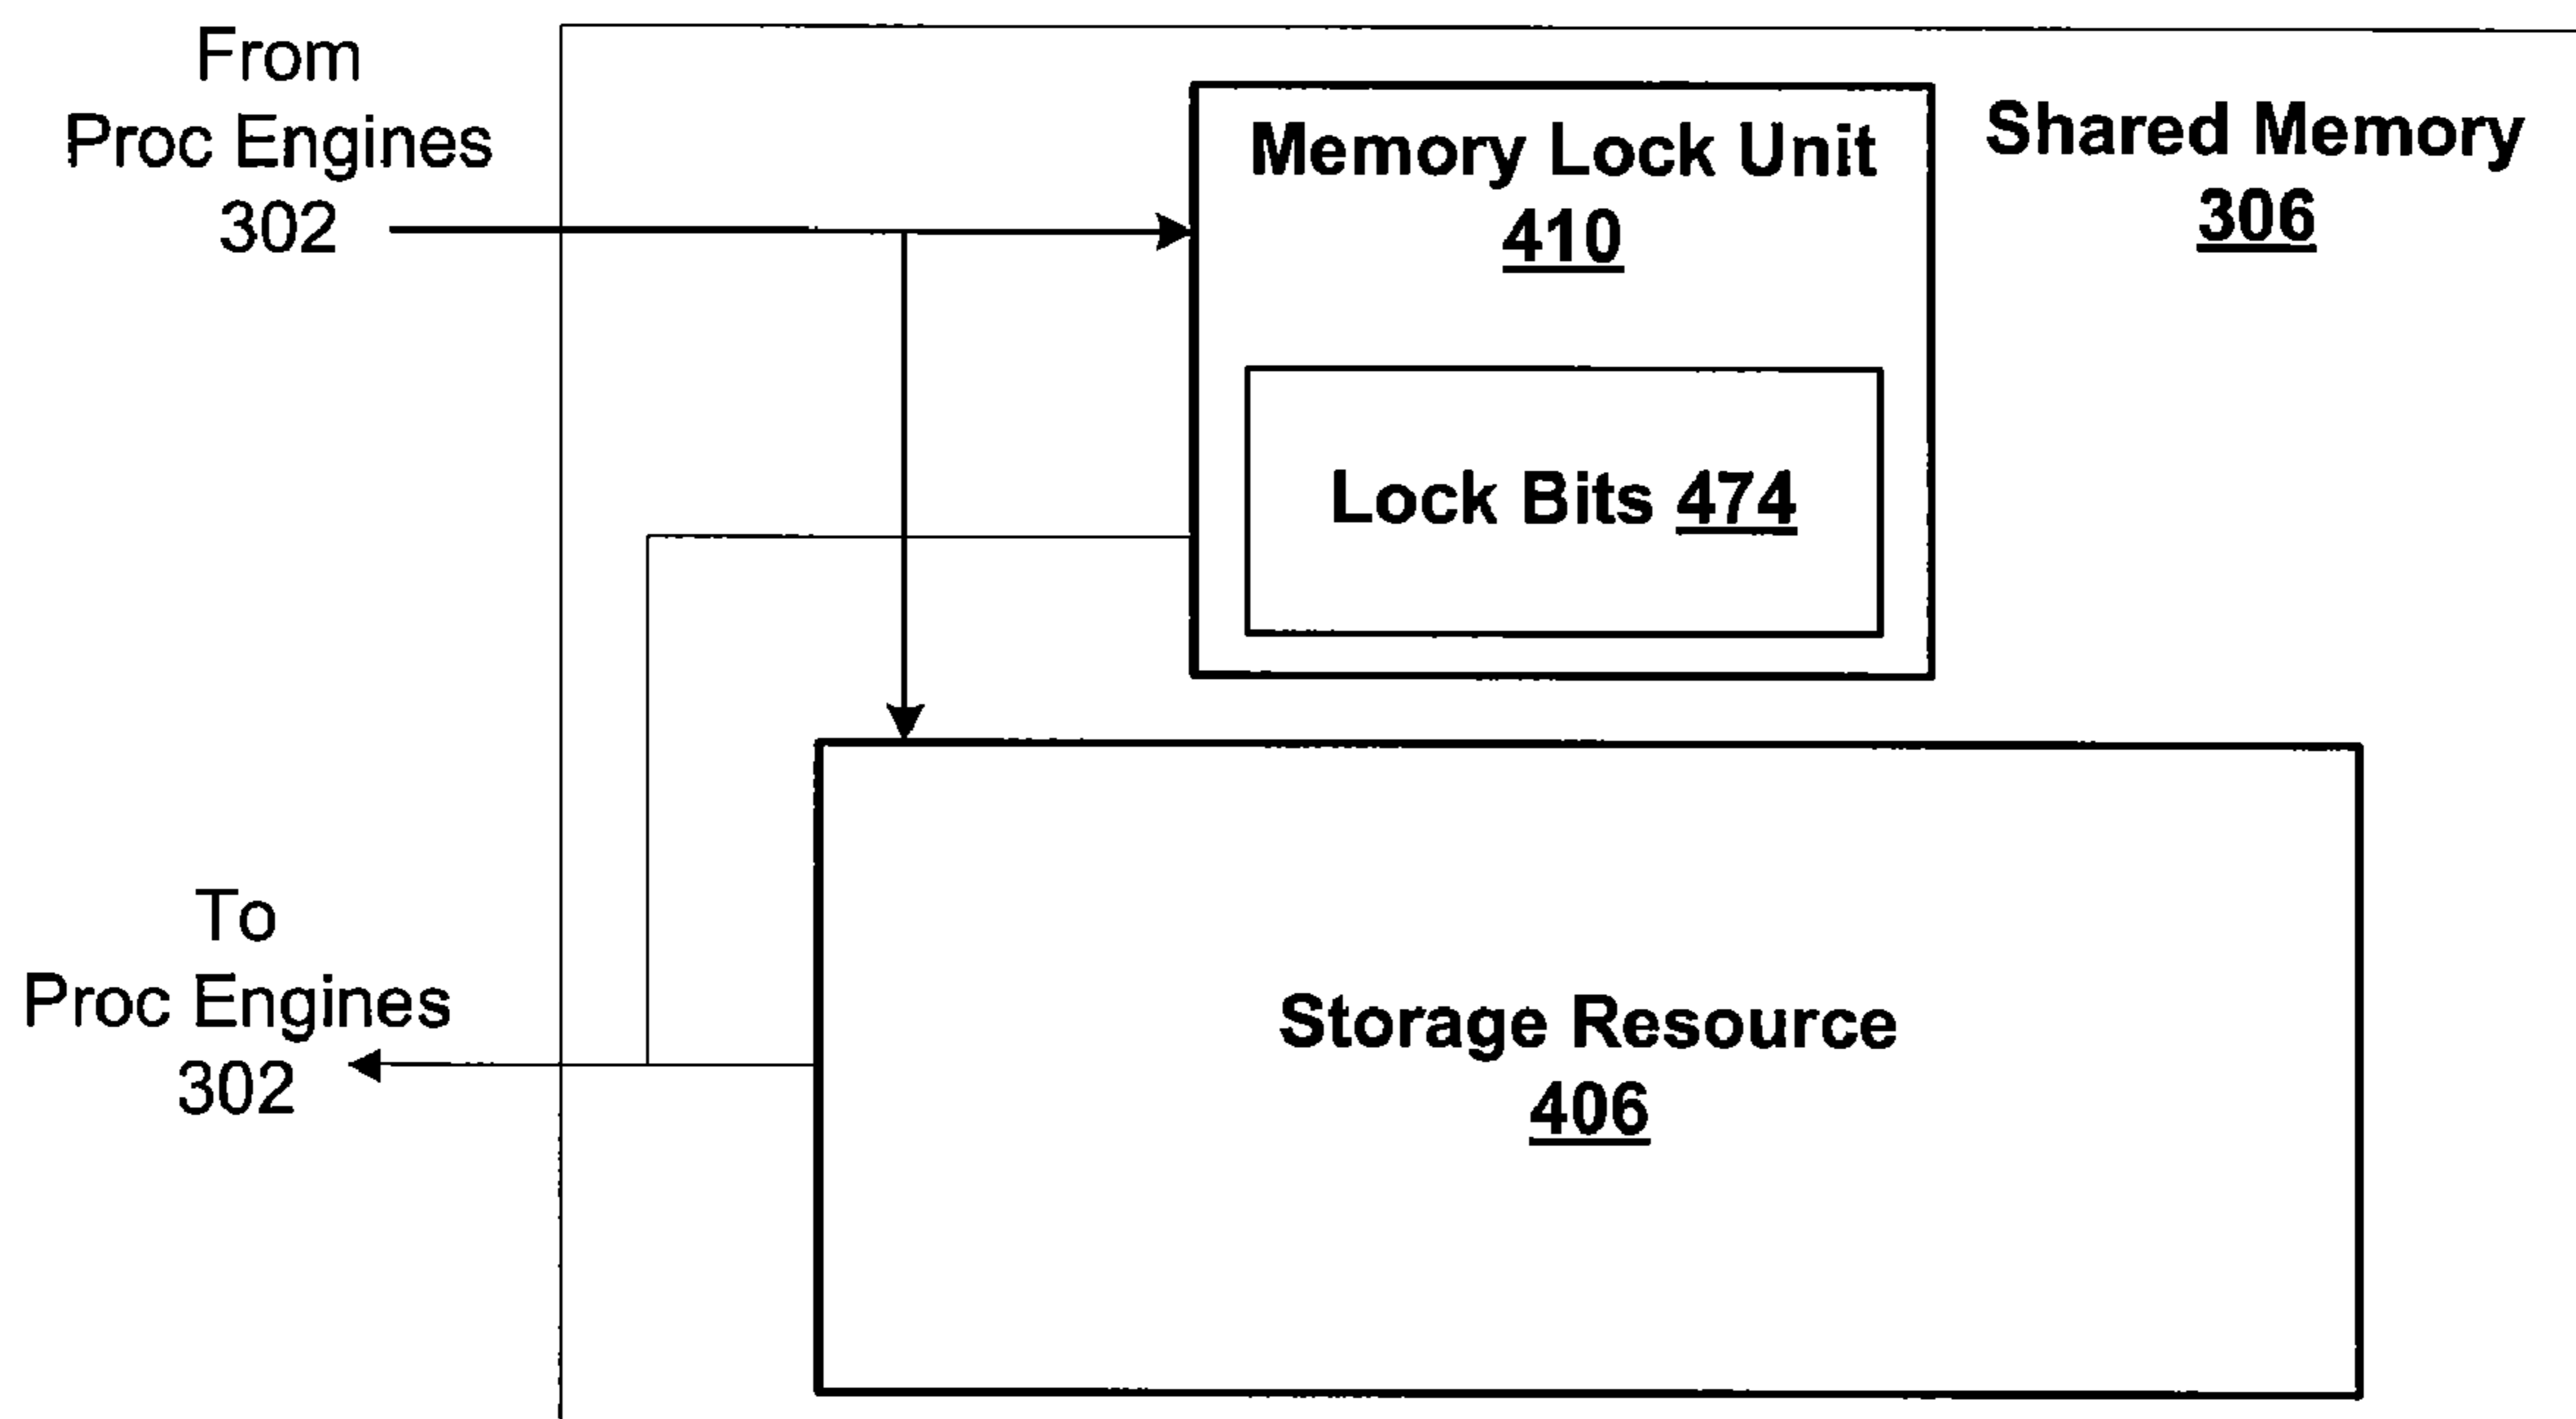 From
Proc Engines
302
Memory Lock Unit
410
Shared Memory
306
Lock Bits 474
To
Proc Engines
302
Storage Resource
406